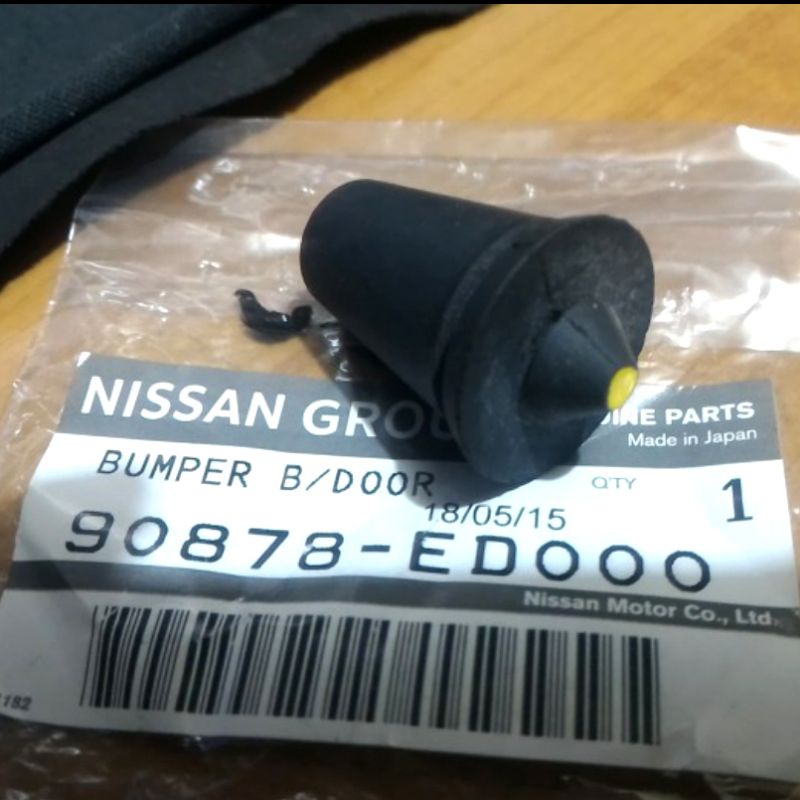 NISSAN GROU
INE PARTS
Made in Japan
BUMPER B/DOOR
QTY 1
18/05/15
90878-ED000
Nissan Motor Co., Ltd.
182